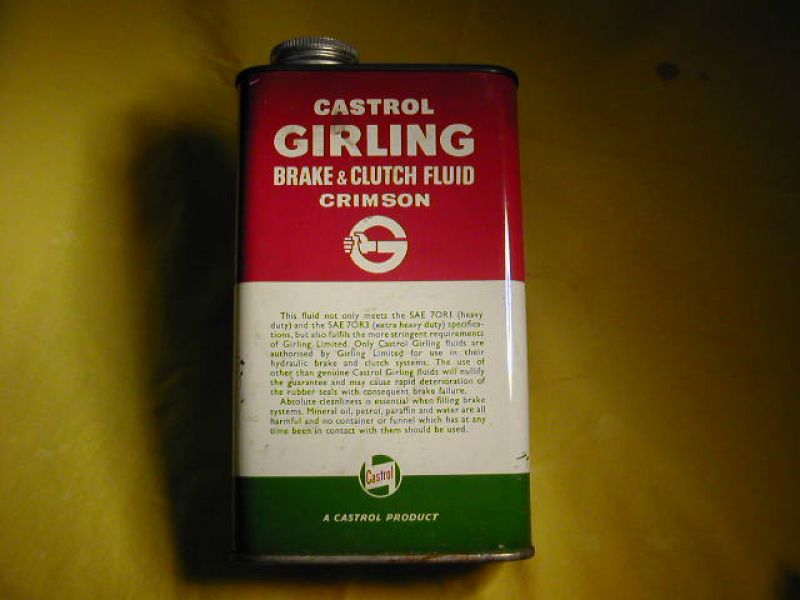 CASTROL
GIRLING
BRAKE & CLUTCH FLUID
CRIMSON
This fluid not only meets the SAE 70R1 (heavy
duty) and the SAE 70R3 (extra heavy duty) specifica-
tions, but also fulfils the more stringent requirements
of Girling Limited. Only Castrol Girling fluids are
authorised by Girling Limited for use in their
hydraulic brake and clutch systems. The use of
other than genuine Castrol Girling fluids will nullify
the guarantee and may cause rapid deterioration of
the rubber seals with consequent brake failure.
Absolute cleanliness is essential when filling brake
systems. Mineral oil, petrol, paraffin and water are all
harmful and no container or funnel which has at any
time been in contact with them should be used.
Castrol
A CASTROL PRODUCT